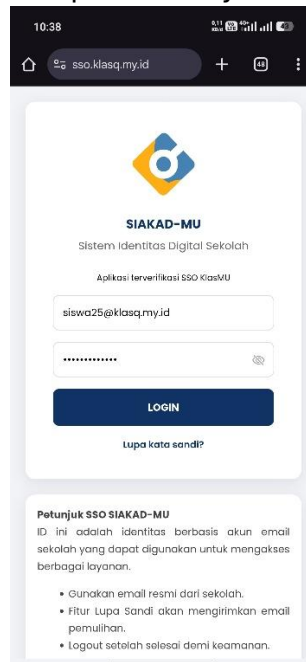 10:38
sso.klasq.my.id
48
SIAKAD-MU
Sistem Identitas Digital Sekolah
Aplikasi terverifikasi SSO KlasMU
siswa25@klasq.my.id
•••••••••••••
LOGIN
Lupa kata sandi?
Petunjuk SSO SIAKAD-MU
ID ini adalah identitas berbasis akun email
sekolah yang dapat digunakan untuk mengakses
berbagai layanan.
• Gunakan email resmi dari sekolah.
• Fitur Lupa Sandi akan mengirimkan email
pemulihan.
• Logout setelah selesai demi keamanan.